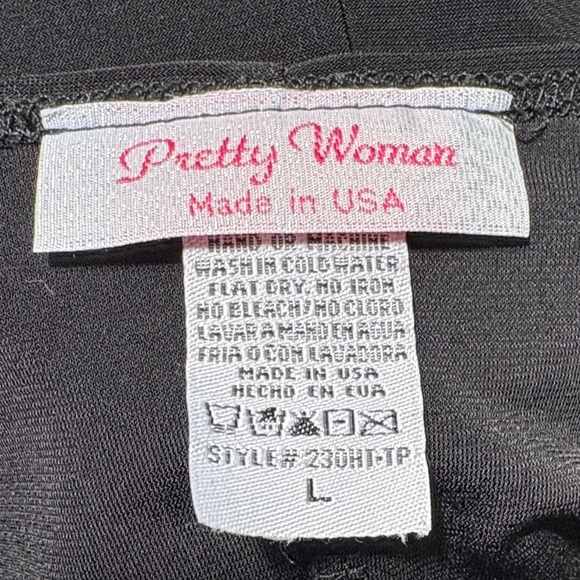 Pretty Woman
Made in USA
HAND OR MACHINE
WASH IN COLD WATER
FLAT DRY. NO IRON
NO BLEACH/NO CLORO
LAVAR A MANO EN AGUA
FRIA O CON LAVADORA
MADE IN USA
HECHO EN EUA
STYLE# 230HT-TP
L